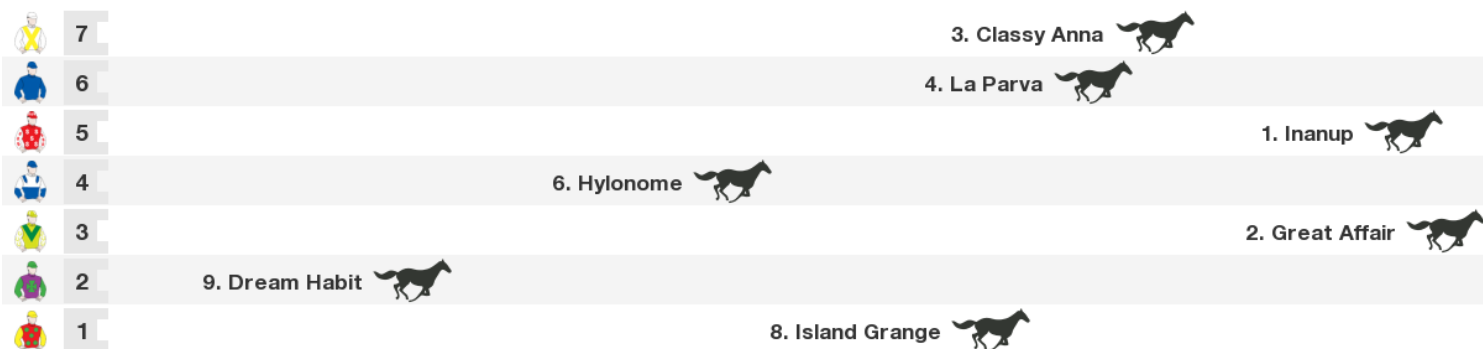 7 3. Classy Anna
6 4. La Parva
5 1. Inanup
4 6. Hylonome
3 2. Great Affair
2 9. Dream Habit
1 8. Island Grange